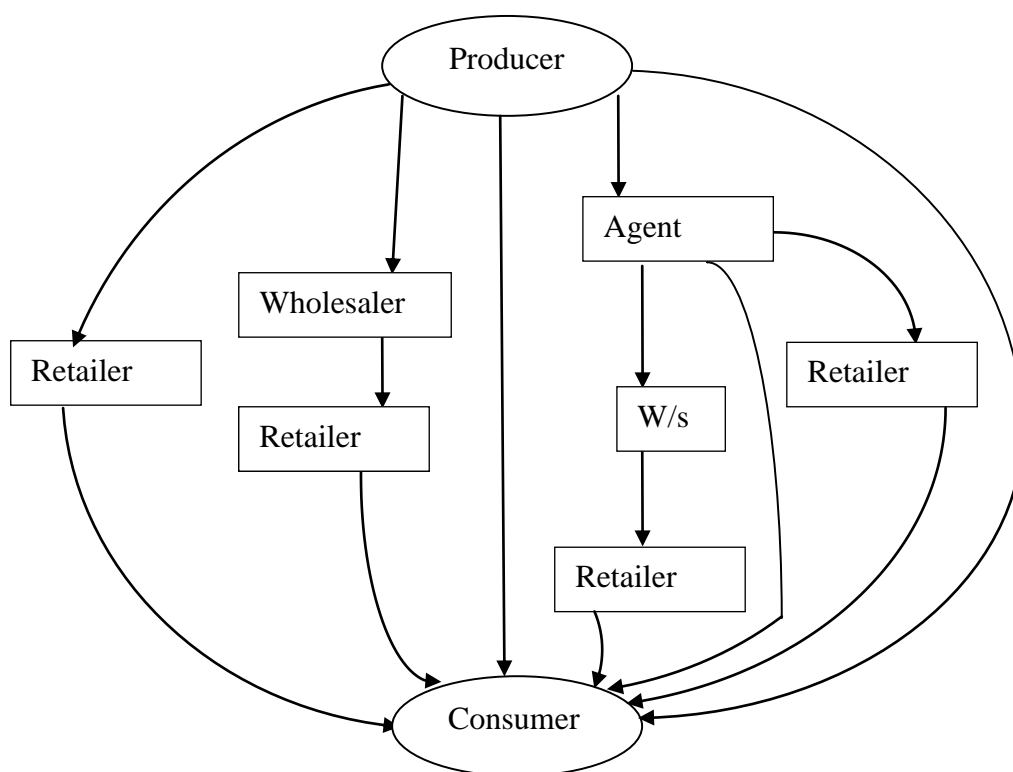 Producer
Agent
Wholesaler
Retailer
Retailer
W/s
Retailer
Retailer
Consumer